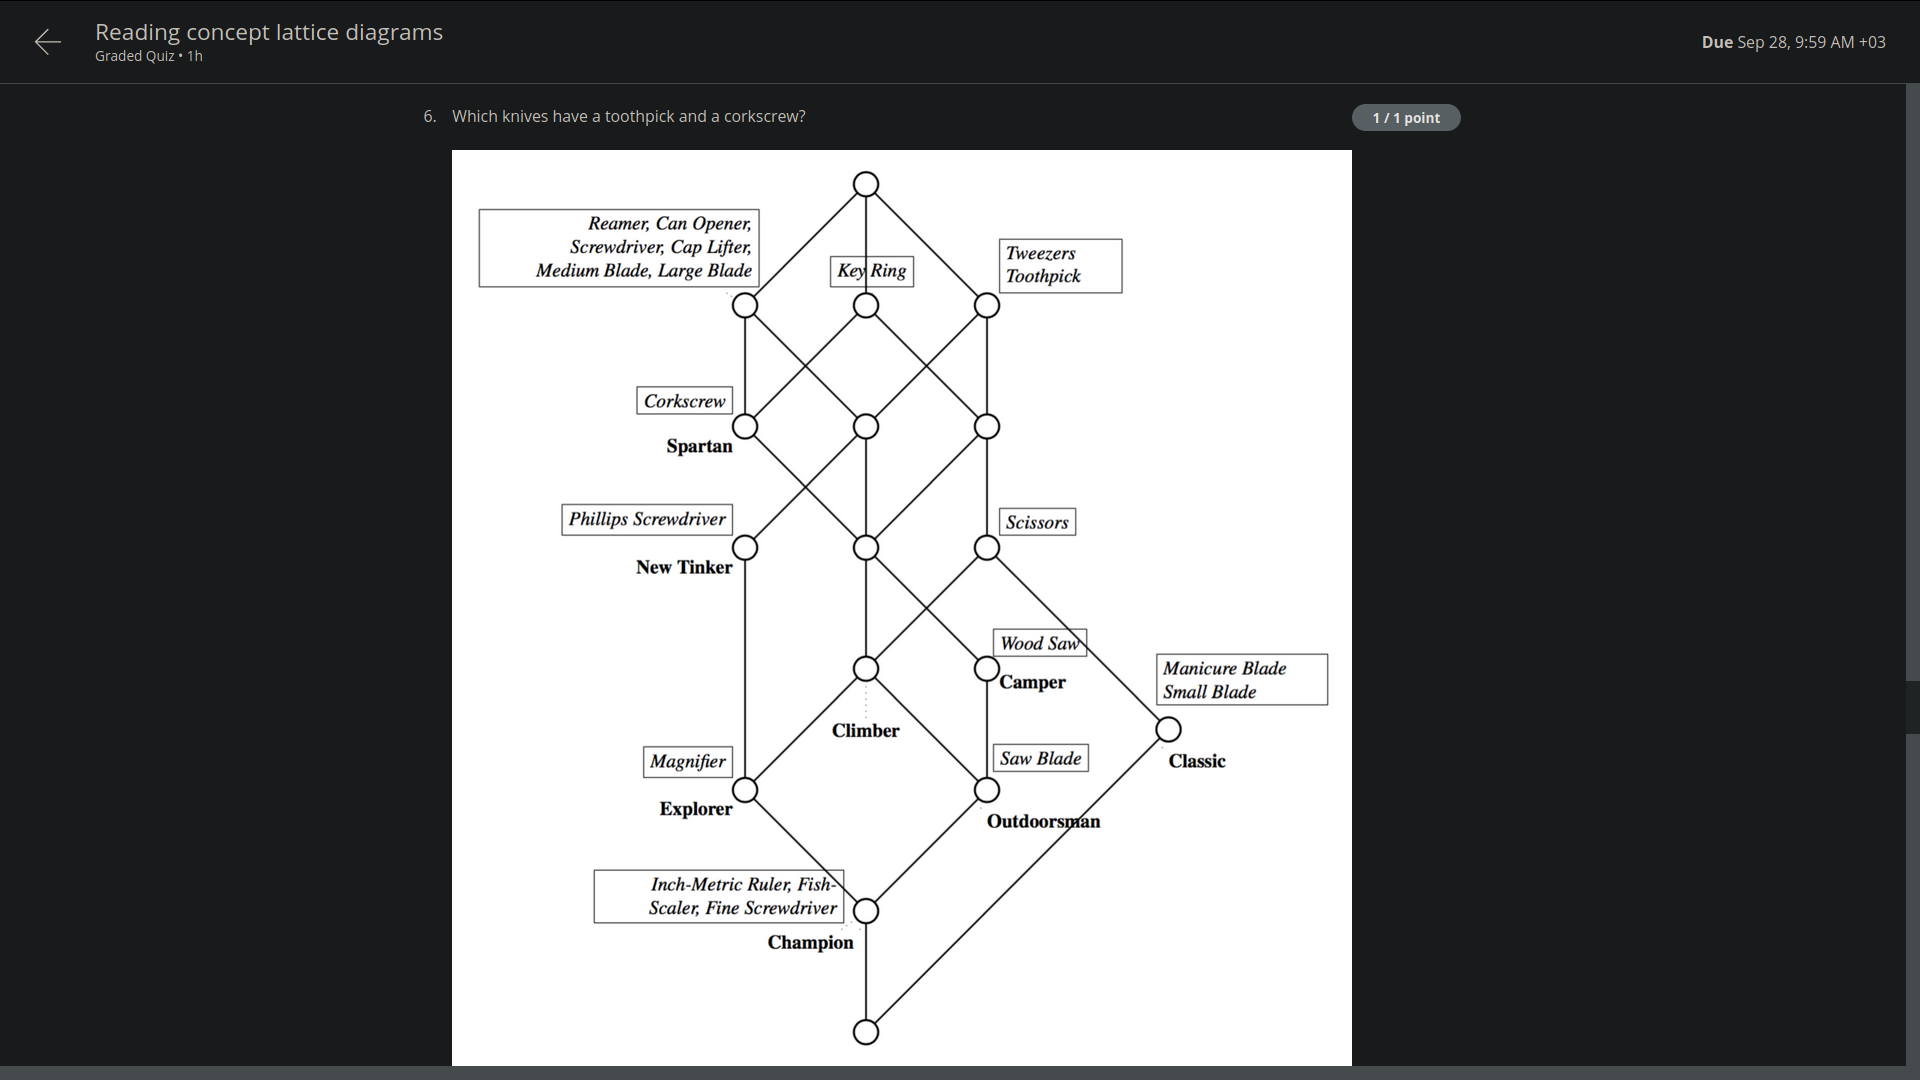 Reading concept lattice diagrams
Graded Quiz • 1h
Due Sep 28, 9:59 AM +03
6. Which knives have a toothpick and a corkscrew?
1 / 1 point
Reamer, Can Opener,
Screwdriver, Cap Lifter,
Medium Blade, Large Blade
Key Ring
Tweezers
Toothpick
Corkscrew
Spartan
Phillips Screwdriver
New Tinker
Scissors
Wood Saw
Camper
Manicure Blade
Small Blade
Climber
Classic
Magnifier
Explorer
Saw Blade
Outdoorsman
Inch-Metric Ruler, Fish-
Scaler, Fine Screwdriver
Champion